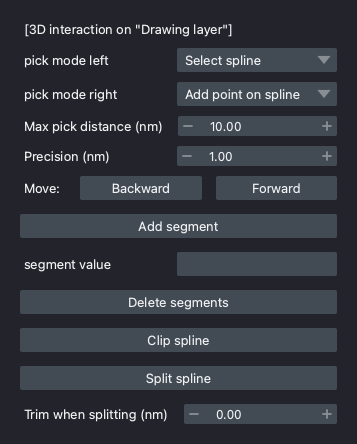 [3D interaction on "Drawing layer"]
pick mode left Select spline
pick mode right Add point on spline
Max pick distance (nm) − 10.00 +
Precision (nm) − 1.00 +
Move: Backward Forward
Add segment
segment value
Delete segments
Clip spline
Split spline
Trim when splitting (nm) − 0.00 +